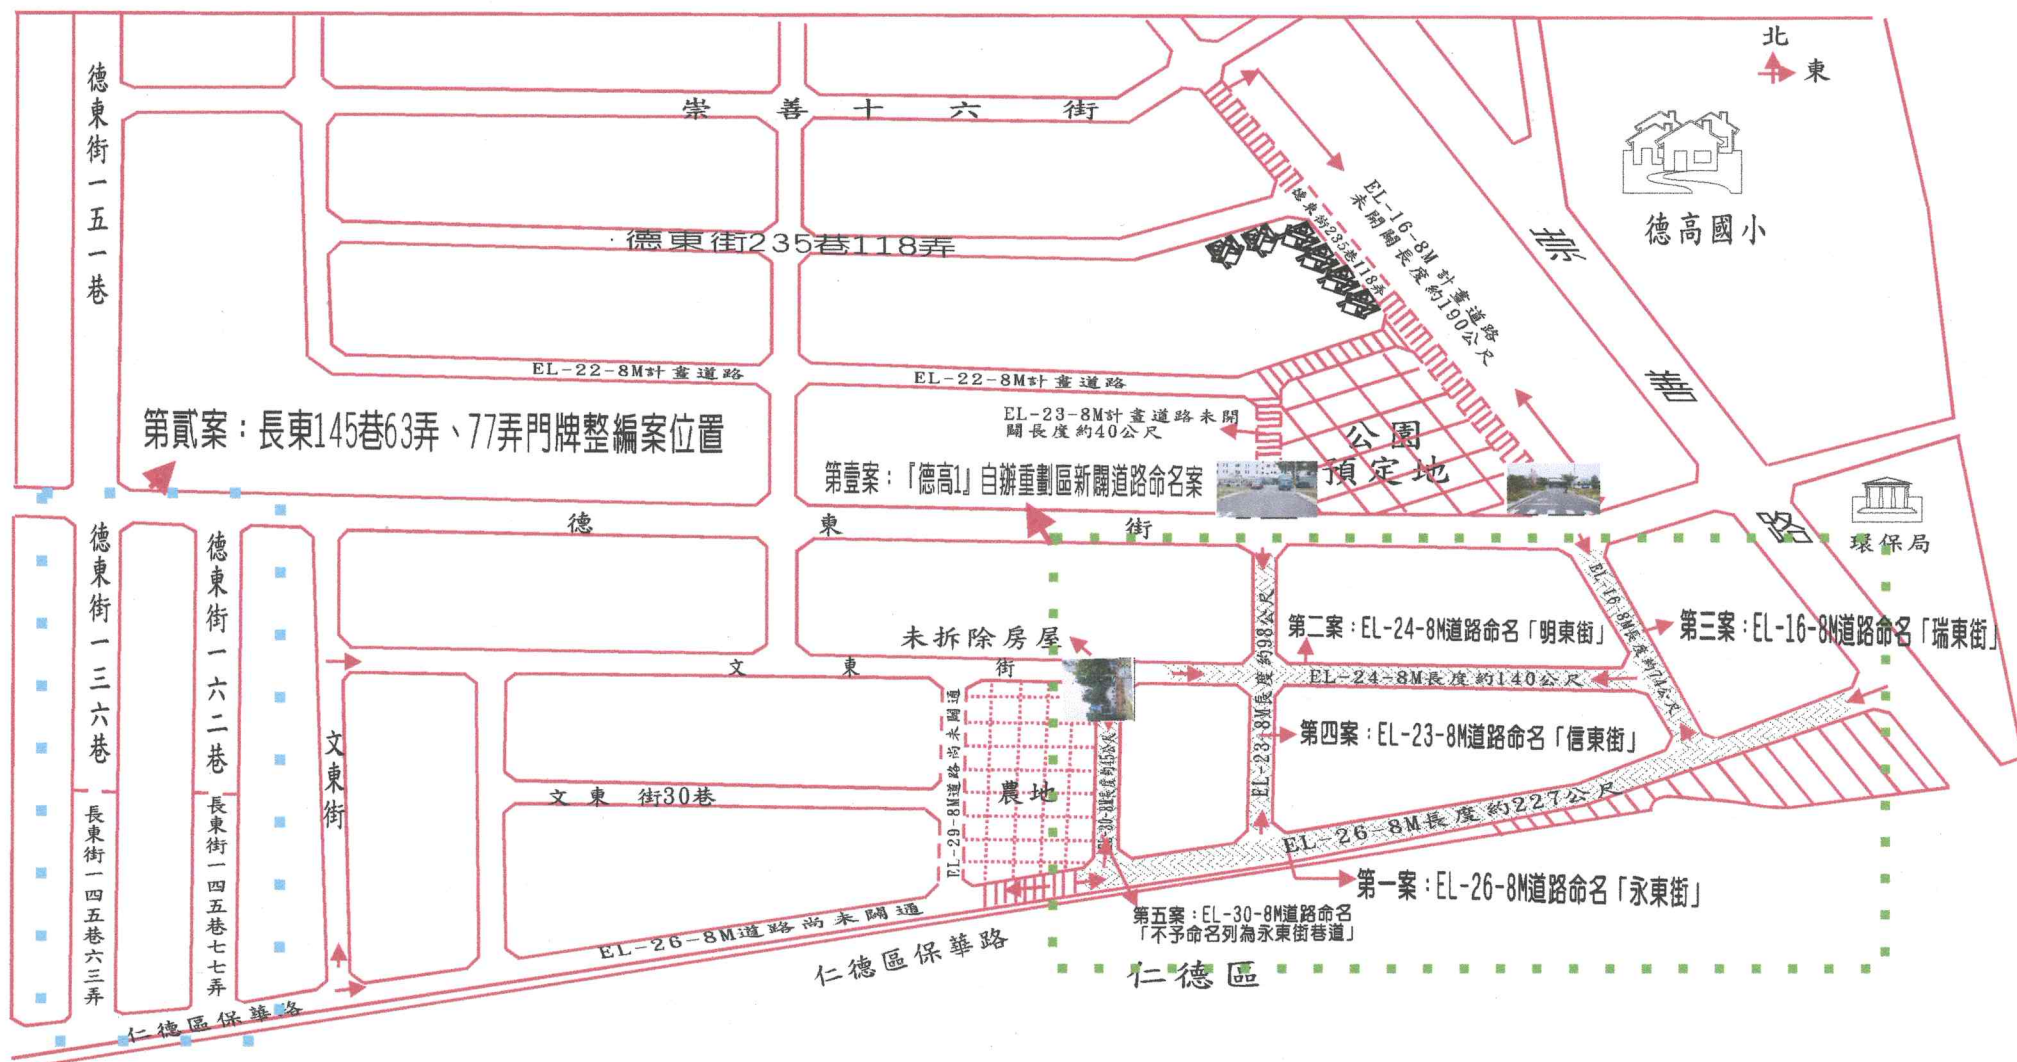 北
東
德東街一五一巷
崇善十六街
德高國小
德東街235巷118弄
德東街235巷118弄
EL-16-8M 計畫道路
未開闢長度約190公尺
崇善路
EL-22-8M計畫道路
EL-22-8M計畫道路
EL-23-8M計畫道路未開
闢長度約40公尺
公園
預定地
第貳案：長東145巷63弄、77弄門牌整編案位置
第壹案：『德高1』自辦重劃區新闢道路命名案
德東街
環保局
德東街一三六巷
德東街一六二巷
未拆除房屋
文東街
EL-16-8M長度約74公尺
第二案：EL-24-8M道路命名「明東街」
第三案：EL-16-8M道路命名「瑞東街」
EL-24-8M長度約140公尺
EL-23-8M長度約98公尺
第四案：EL-23-8M道路命名「信東街」
文東街
EL-29-8M道路尚未開通
農地
EL-30-8M長度約45公尺
文東街30巷
長東街一四五巷六三弄
長東街一四五巷七七弄
EL-26-8M長度約227公尺
第一案：EL-26-8M道路命名「永東街」
第五案：EL-30-8M道路命名
「不予命名列為永東街巷道」
EL-26-8M道路尚未開通
仁德區保華路
仁德區
仁德區保華路